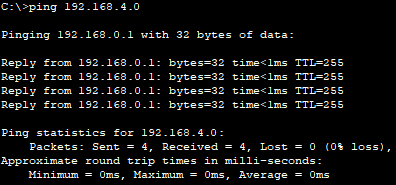 C:\>ping 192.168.4.0
Pinging 192.168.0.1 with 32 bytes of data:
Reply from 192.168.0.1: bytes=32 time<1ms TTL=255
Reply from 192.168.0.1: bytes=32 time<1ms TTL=255
Reply from 192.168.0.1: bytes=32 time<1ms TTL=255
Reply from 192.168.0.1: bytes=32 time<1ms TTL=255
Ping statistics for 192.168.4.0:
Packets: Sent = 4, Received = 4, Lost = 0 (0% loss),
Approximate round trip times in milli-seconds:
Minimum = 0ms, Maximum = 0ms, Average = 0ms